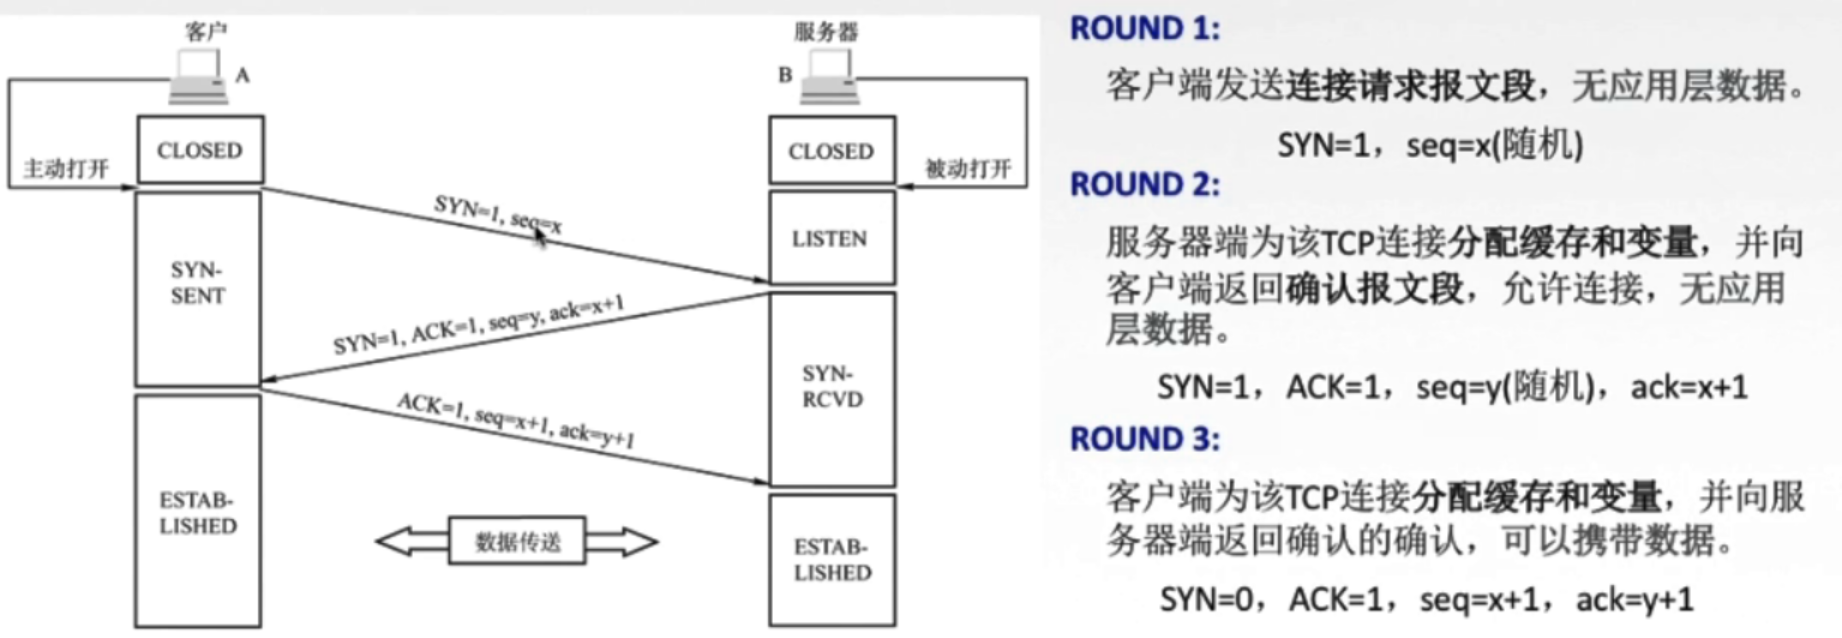 客户
服务器
A
B
CLOSED
CLOSED
主动打开
被动打开
SYN=1, seq=x
LISTEN
SYN-
SENT
SYN=1, ACK=1, seq=y, ack=x+1
SYN-
RCVD
ACK=1, seq=x+1, ack=y+1
ESTAB-
LISHED
数据传送
ESTAB-
LISHED
ROUND 1:
客户端发送连接请求报文段，无应用层数据。
SYN=1，seq=x(随机)
ROUND 2:
服务器端为该TCP连接分配缓存和变量，并向
客户端返回确认报文段，允许连接，无应用
层数据。
SYN=1，ACK=1，seq=y(随机)，ack=x+1
ROUND 3:
客户端为该TCP连接分配缓存和变量，并向服
务器端返回确认的确认，可以携带数据。
SYN=0，ACK=1，seq=x+1，ack=y+1